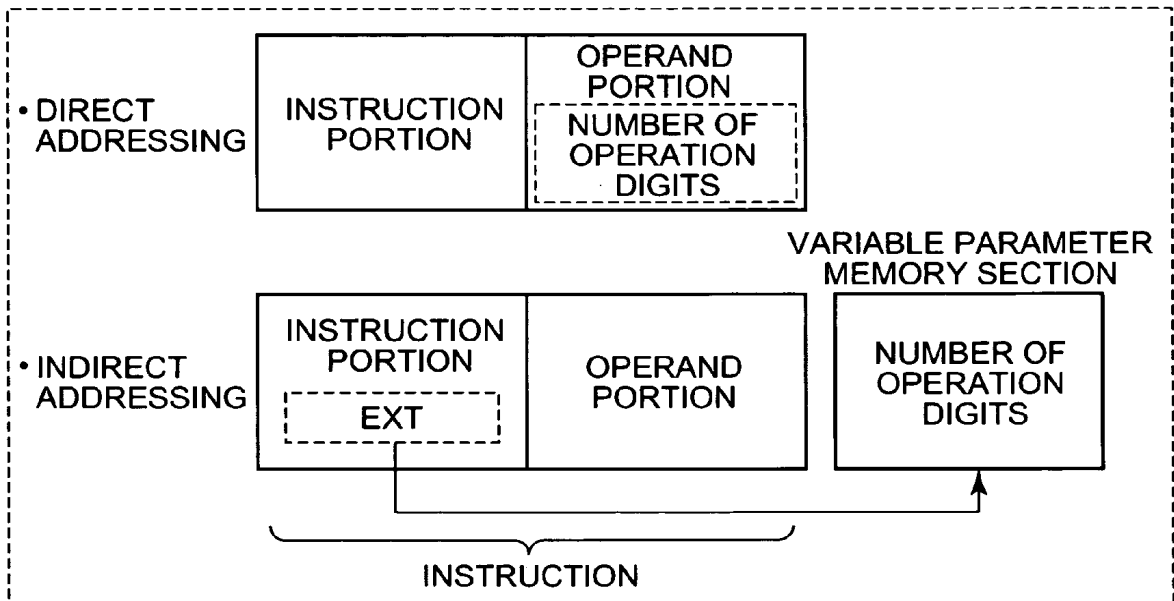 • DIRECT
ADDRESSING
INSTRUCTION
PORTION
OPERAND
PORTION
NUMBER OF
OPERATION
DIGITS
VARIABLE PARAMETER
MEMORY SECTION
• INDIRECT
ADDRESSING
INSTRUCTION
PORTION
EXT
OPERAND
PORTION
NUMBER OF
OPERATION
DIGITS
INSTRUCTION